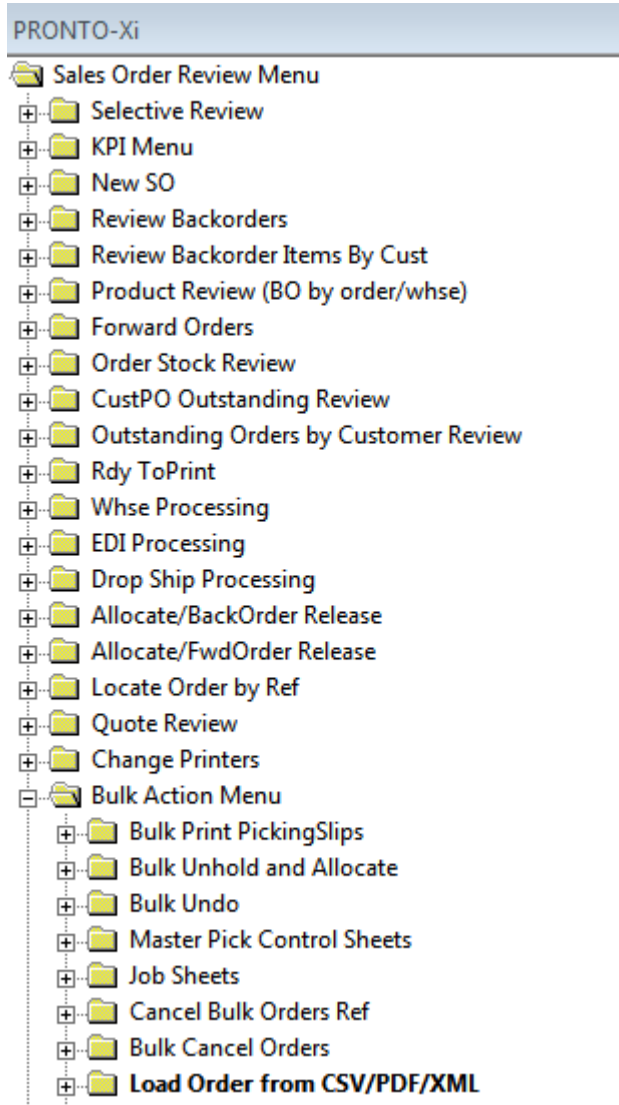 PRONTO-Xi
Sales Order Review Menu
Selective Review
KPI Menu
New SO
Review Backorders
Review Backorder Items By Cust
Product Review (BO by order/whse)
Forward Orders
Order Stock Review
CustPO Outstanding Review
Outstanding Orders by Customer Review
Rdy ToPrint
Whse Processing
EDI Processing
Drop Ship Processing
Allocate/BackOrder Release
Allocate/FwdOrder Release
Locate Order by Ref
Quote Review
Change Printers
Bulk Action Menu
Bulk Print PickingSlips
Bulk Unhold and Allocate
Bulk Undo
Master Pick Control Sheets
Job Sheets
Cancel Bulk Orders Ref
Bulk Cancel Orders
Load Order from CSV/PDF/XML